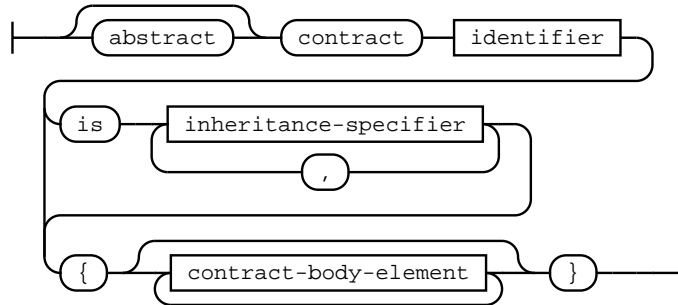 abstract contract identifier
is inheritance-specifier
,
{ contract-body-element }